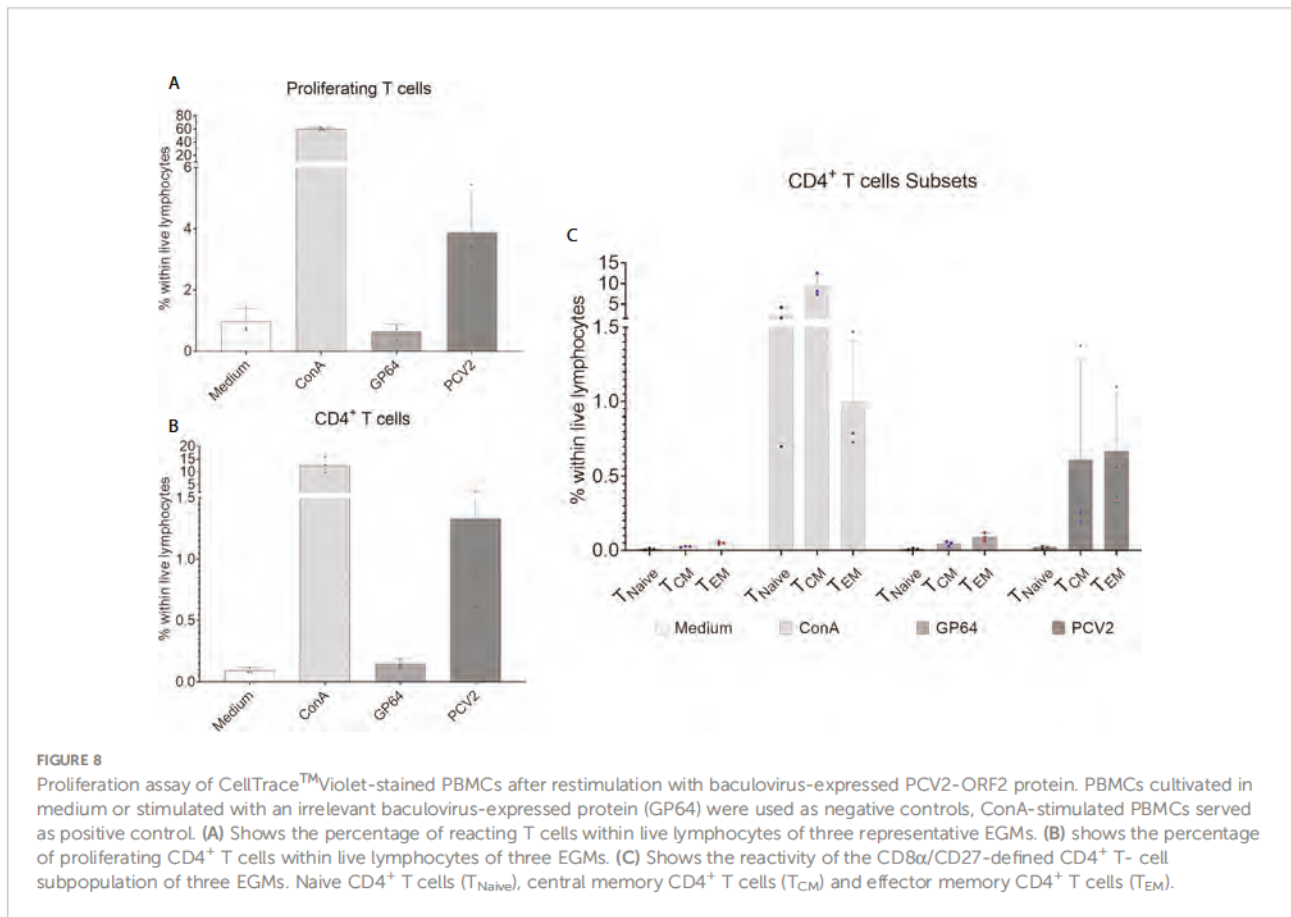 A
Proliferating T cells
% within live lymphocytes
80
60
40
20
6
4
2
0
Medium
ConA
GP64
PCV2
B
CD4⁺ T cells
% within live lymphocytes
20
15
10
5
1.5
1.0
0.5
0.0
Medium
ConA
GP64
PCV2
CD4⁺ T cells Subsets
C
% within live lymphocytes
15
10
5
1.5
1.0
0.5
0.0
TNaive
TCM
TEM
TNaive
TCM
TEM
TNaive
TCM
TEM
TNaive
TCM
TEM
Medium
ConA
GP64
PCV2
FIGURE 8
Proliferation assay of CellTrace™Violet-stained PBMCs after restimulation with baculovirus-expressed PCV2-ORF2 protein. PBMCs cultivated in
medium or stimulated with an irrelevant baculovirus-expressed protein (GP64) were used as negative controls, ConA-stimulated PBMCs served
as positive control. (A) Shows the percentage of reacting T cells within live lymphocytes of three representative EGMs. (B) shows the percentage
of proliferating CD4⁺ T cells within live lymphocytes of three EGMs. (C) Shows the reactivity of the CD8α/CD27-defined CD4⁺ T- cell
subpopulation of three EGMs. Naive CD4⁺ T cells (TNaive), central memory CD4⁺ T cells (TCM) and effector memory CD4⁺ T cells (TEM).